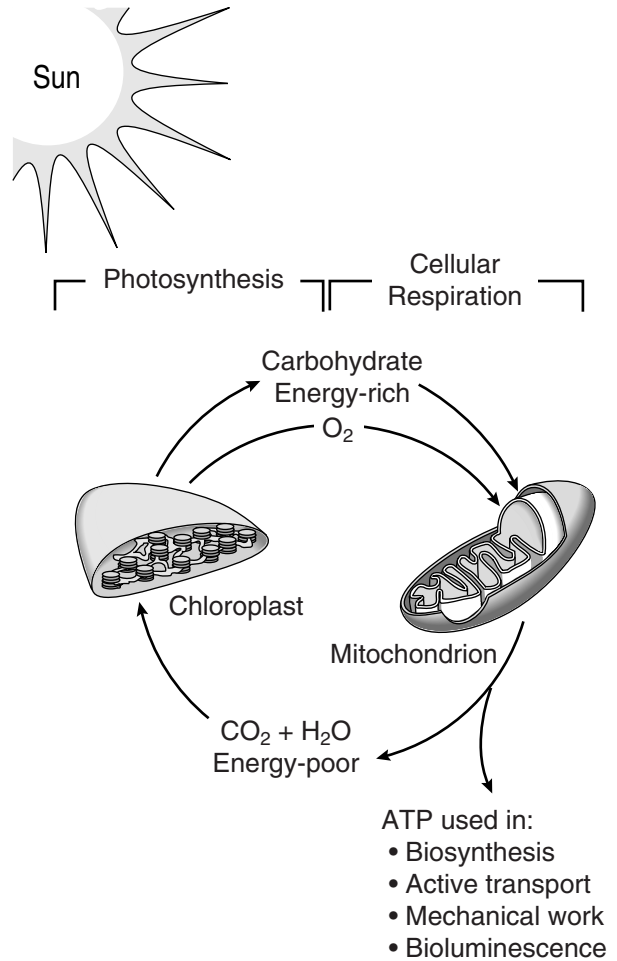 Sun
Photosynthesis
Cellular
Respiration
Carbohydrate
Energy-rich
O₂
Chloroplast
Mitochondrion
CO₂ + H₂O
Energy-poor
ATP used in:
• Biosynthesis
• Active transport
• Mechanical work
• Bioluminescence